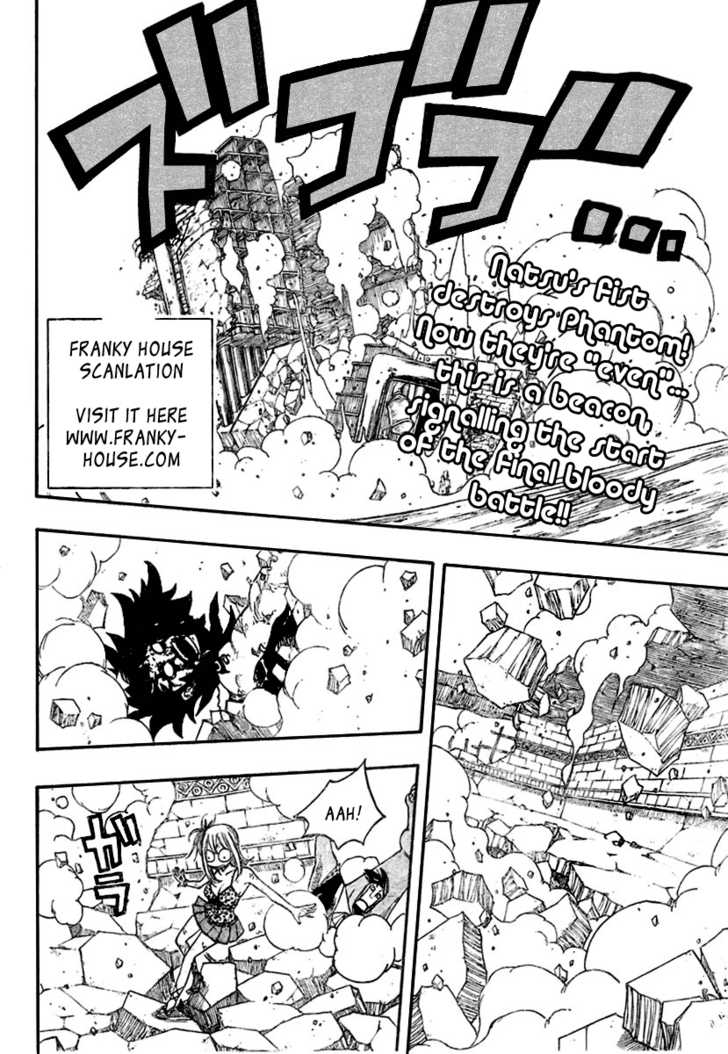 ズゴゴ...
FRANKY HOUSE
SCANLATION
VISIT IT HERE
WWW.FRANKY-
HOUSE.COM
Natsu's fist
destroys Phantom!
Now they're "even"...
this is a beacon,
signalling the start
of the final bloody
battle!!
AAH!
ガラ